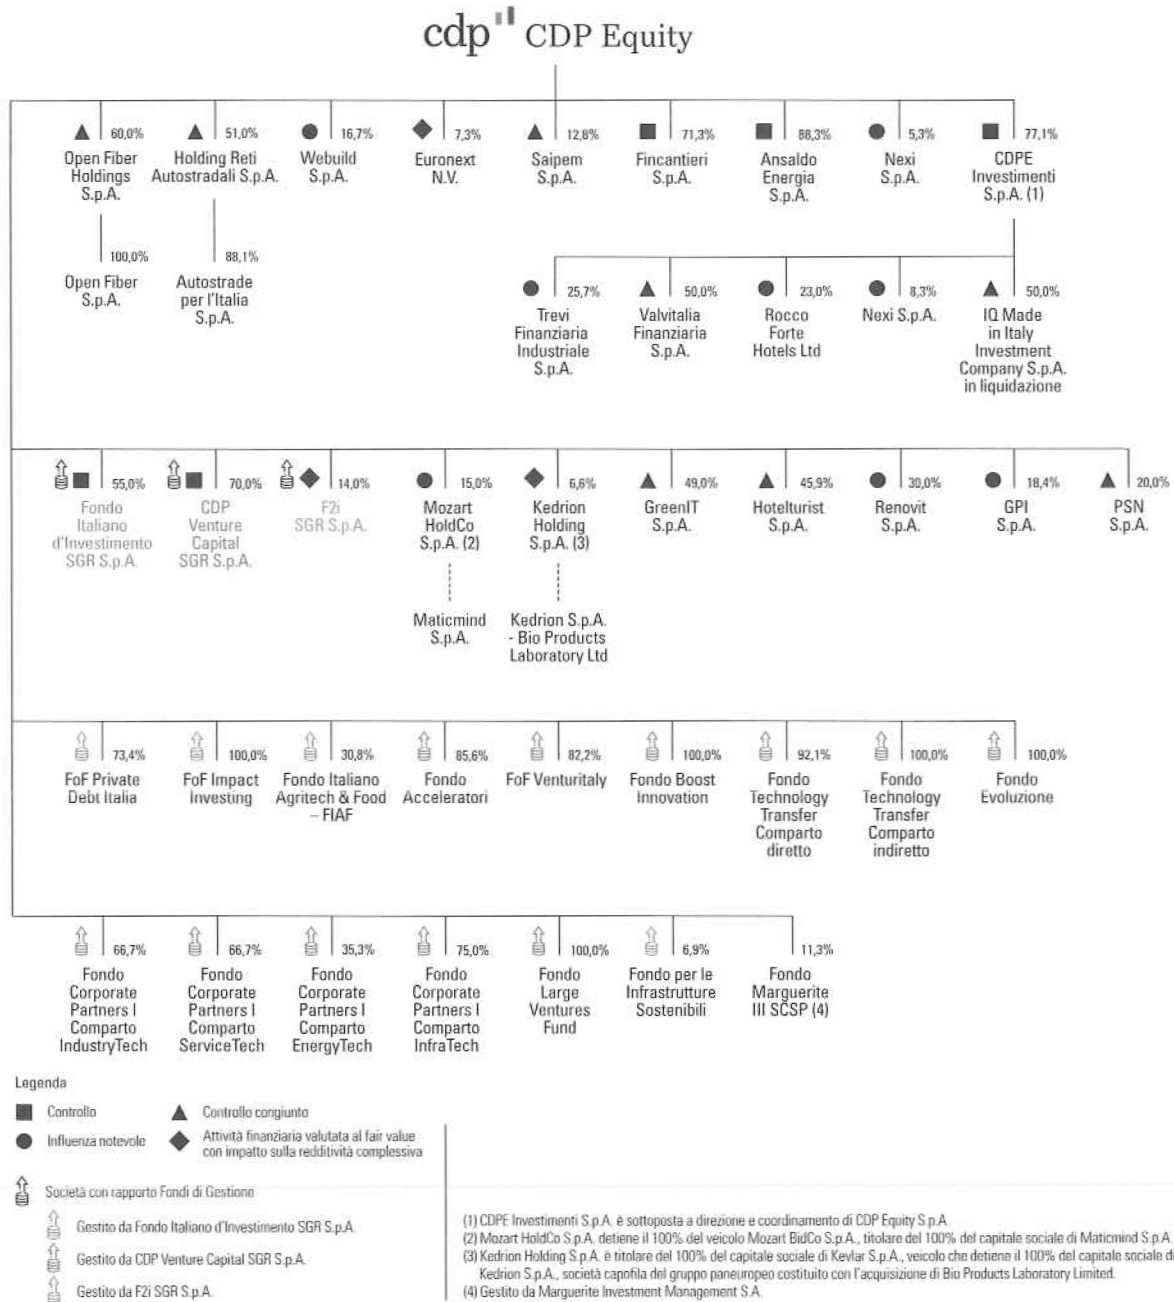 cdp CDP Equity
60,0%
Open Fiber
Holdings
S.p.A.
51,0%
Holding Reti
Autostradali S.p.A.
16,7%
Webuild
S.p.A.
7,3%
Euronext
N.V.
12,8%
Saipem
S.p.A.
71,3%
Fincantieri
S.p.A.
88,3%
Ansaldo
Energia
S.p.A.
5,3%
Nexi
S.p.A.
77,1%
CDPE
Investimenti
S.p.A. (1)
100,0%
Open Fiber
S.p.A.
88,1%
Autostrade
per l'Italia
S.p.A.
25,7%
Trevi
Finanziaria
Industriale
S.p.A.
50,0%
Valvitalia
Finanziaria
S.p.A.
23,0%
Rocco
Forte
Hotels Ltd
8,3%
Nexi S.p.A.
50,0%
IQ Made
in Italy
Investment
Company S.p.A.
in liquidazione
55,0%
Fondo
Italiano
d'Investimento
SGR S.p.A.
70,0%
CDP
Venture
Capital
SGR S.p.A.
14,0%
F2i
SGR S.p.A.
15,0%
Mozart
HoldCo
S.p.A. (2)
6,6%
Kedrion
Holding
S.p.A. (3)
49,0%
GreenIT
S.p.A.
45,9%
Hotelturist
S.p.A.
30,0%
Renovit
S.p.A.
18,4%
GPI
S.p.A.
20,0%
PSN
S.p.A.
Maticmind
S.p.A.
Kedrion S.p.A.
- Bio Products
Laboratory Ltd
73,4%
FoF Private
Debt Italia
100,0%
FoF Impact
Investing
30,8%
Fondo Italiano
Agritech & Food
– FIAF
85,6%
Fondo
Acceleratori
82,2%
FoF Venturitaly
100,0%
Fondo Boost
Innovation
92,1%
Fondo
Technology
Transfer
Comparto
diretto
100,0%
Fondo
Technology
Transfer
Comparto
indiretto
100,0%
Fondo
Evoluzione
66,7%
Fondo
Corporate
Partners I
Comparto
IndustryTech
66,7%
Fondo
Corporate
Partners I
Comparto
ServiceTech
35,3%
Fondo
Corporate
Partners I
Comparto
EnergyTech
75,0%
Fondo
Corporate
Partners I
Comparto
InfraTech
100,0%
Fondo
Large
Ventures
Fund
6,9%
Fondo per le
Infrastrutture
Sostenibili
11,3%
Fondo
Marguerite
III SCSP (4)
Legenda
Controllo
Controllo congiunto
Influenza notevole
Attività finanziaria valutata al fair value
con impatto sulla redditività complessiva
Società con rapporto Fondi di Gestione
Gestito da Fondo Italiano d'Investimento SGR S.p.A.
Gestito da CDP Venture Capital SGR S.p.A.
Gestito da F2i SGR S.p.A.
(1) CDPE Investimenti S.p.A. è sottoposta a direzione e coordinamento di CDP Equity S.p.A.
(2) Mozart HoldCo S.p.A. detiene il 100% del veicolo Mozart BidCo S.p.A., titolare del 100% del capitale sociale di Maticmind S.p.A.
(3) Kedrion Holding S.p.A. è titolare del 100% del capitale sociale di Kevlar S.p.A., veicolo che detiene il 100% del capitale sociale di
Kedrion S.p.A., società capofila del gruppo paneuropeo costituito con l'acquisizione di Bio Products Laboratory Limited.
(4) Gestito da Marguerite Investment Management S.A.